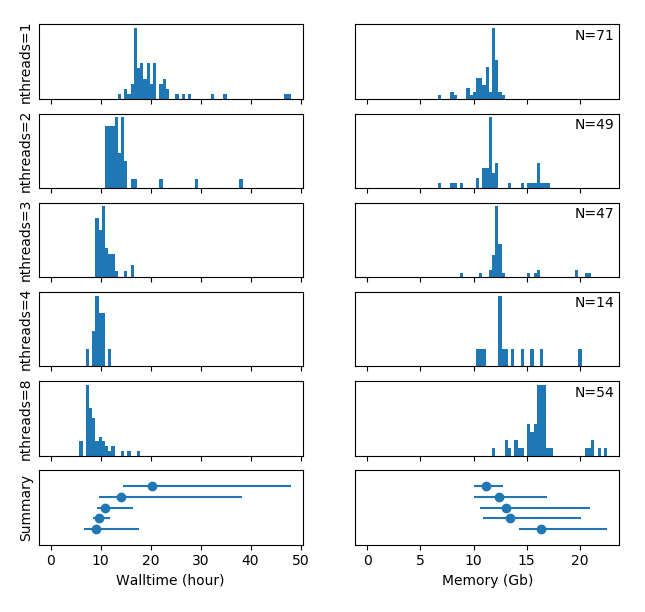 nthreads=1
N=71
nthreads=2
N=49
nthreads=3
N=47
nthreads=4
N=14
nthreads=8
N=54
Summary
0 10 20 30 40 50
0 5 10 15 20
Walltime (hour)
Memory (Gb)